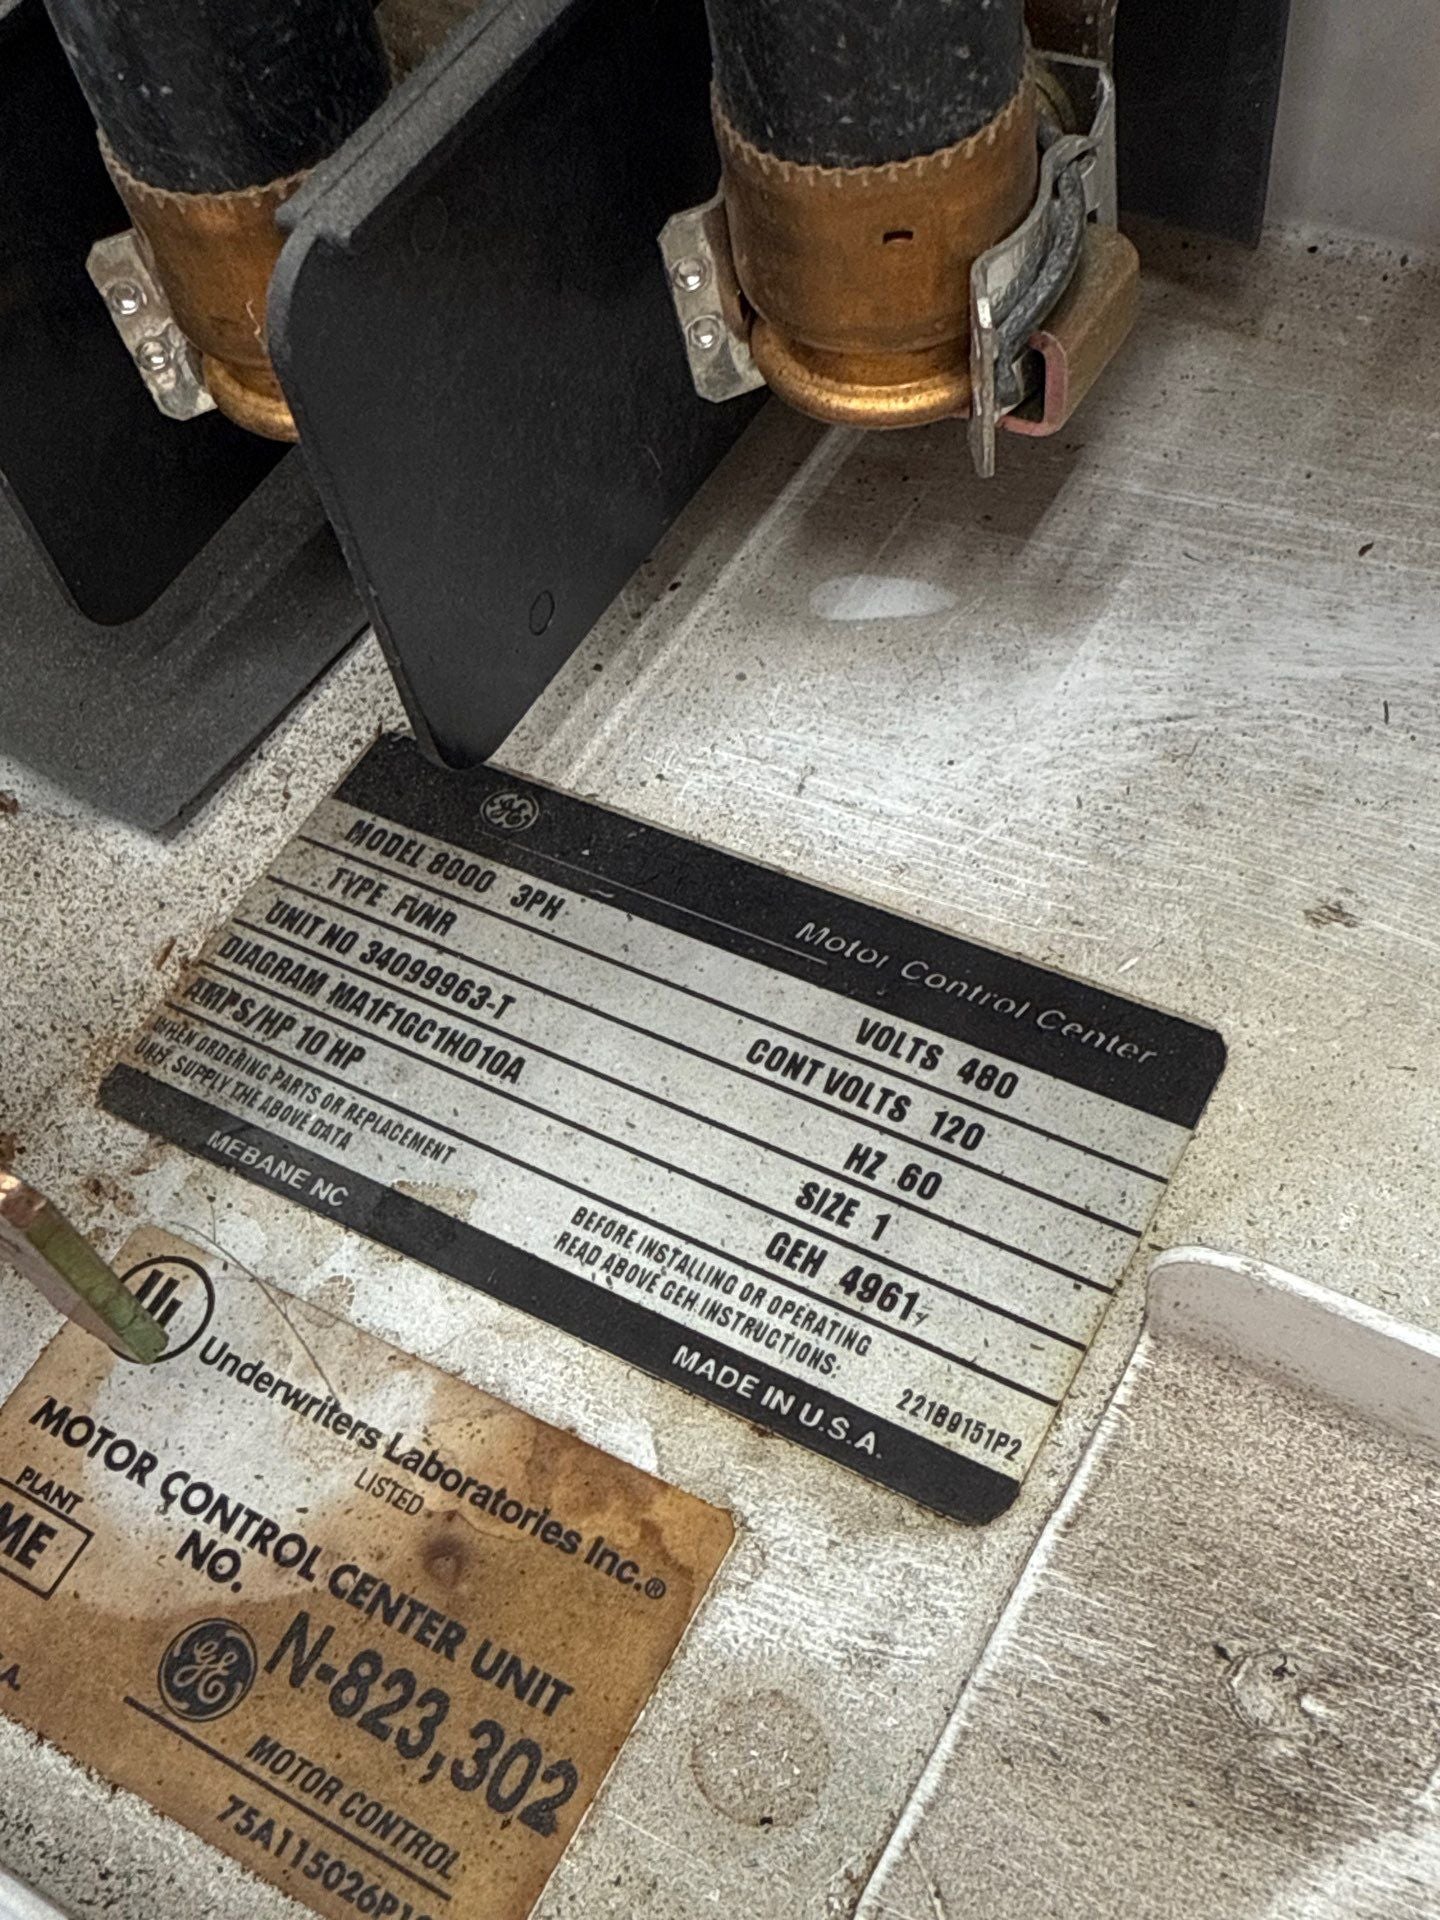 GE
Motor Control Center
MODEL 8000 3PH VOLTS 480
TYPE FVNR CONT VOLTS 120
UNIT NO 34099963-T HZ 60
DIAGRAM MA1F1GC1H010A SIZE 1
AMPS/HP 10 HP GEH 4961
WHEN ORDERING PARTS OR REPLACEMENT
UNIT, SUPPLY THE ABOVE DATA
BEFORE INSTALLING OR OPERATING
READ ABOVE GEH INSTRUCTIONS.
221B9151P2
MEBANE NC MADE IN U.S.A.
UL
Underwriters Laboratories Inc.®
LISTED
MOTOR CONTROL CENTER UNIT
NO.
PLANT
ME
GE
N-823,302
MOTOR CONTROL